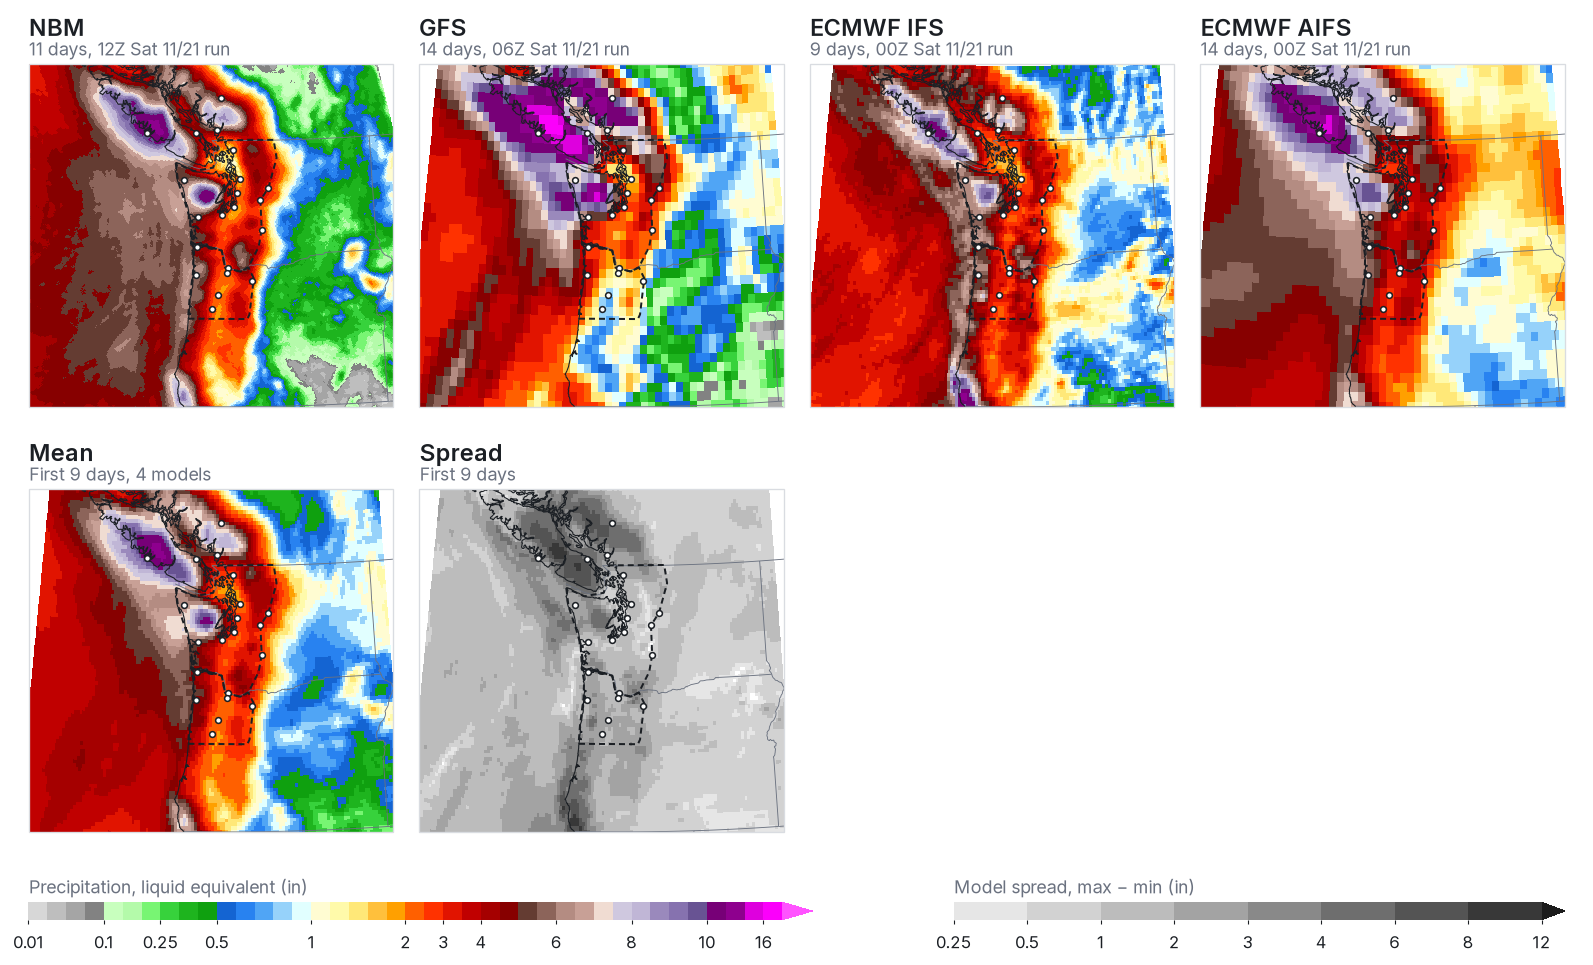 NBM
11 days, 12Z Sat 11/21 run
GFS
14 days, 06Z Sat 11/21 run
ECMWF IFS
9 days, 00Z Sat 11/21 run
ECMWF AIFS
14 days, 00Z Sat 11/21 run
Mean
First 9 days, 4 models
Spread
First 9 days
Precipitation, liquid equivalent (in)
0.01 0.1 0.25 0.5 1 2 3 4 6 8 10 16
Model spread, max − min (in)
0.25 0.5 1 2 3 4 6 8 12